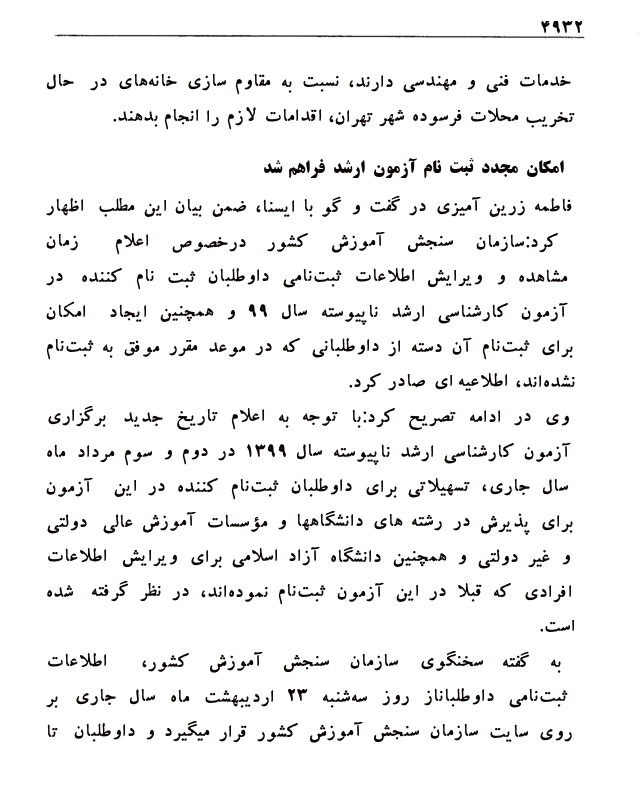 ۴۹۳۲
خدمات فنی و مهندسی دارند، نسبت به مقاوم سازی خانه‌های در حال
تخریب محلات فرسوده شهر تهران، اقدامات لازم را انجام بدهند.
امکان مجدد ثبت نام آزمون ارشد فراهم شد
فاطمه زرین آمیزی در گفت و گو با ایسنا، ضمن بیان این مطلب اظهار
کرد:سازمان سنجش آموزش کشور درخصوص اعلام زمان
مشاهده و ویرایش اطلاعات ثبت‌نامی داوطلبان ثبت نام کننده در
آزمون کارشناسی ارشد ناپیوسته سال ۹۹ و همچنین ایجاد امکان
برای ثبت‌نام آن دسته از داوطلبانی که در موعد مقرر موفق به ثبت‌نام
نشده‌اند، اطلاعیه ای صادر کرد.
وی در ادامه تصریح کرد:با توجه به اعلام تاریخ جدید برگزاری
آزمون کارشناسی ارشد ناپیوسته سال ۱۳۹۹ در دوم و سوم مرداد ماه
سال جاری، تسهیلاتی برای داوطلبان ثبت‌نام کننده در این آزمون
برای پذیرش در رشته های دانشگاهها و مؤسسات آموزش عالی دولتی
و غیر دولتی و همچنین دانشگاه آزاد اسلامی برای ویرایش اطلاعات
افرادی که قبلا در این آزمون ثبت‌نام نموده‌اند، در نظر گرفته شده
است.
به گفته سخنگوی سازمان سنجش آموزش کشور، اطلاعات
ثبت‌نامی داوطلباناز روز سه‌شنبه ۲۳ اردیبهشت ماه سال جاری بر
روی سایت سازمان سنجش آموزش کشور قرار میگیرد و داوطلبان تا